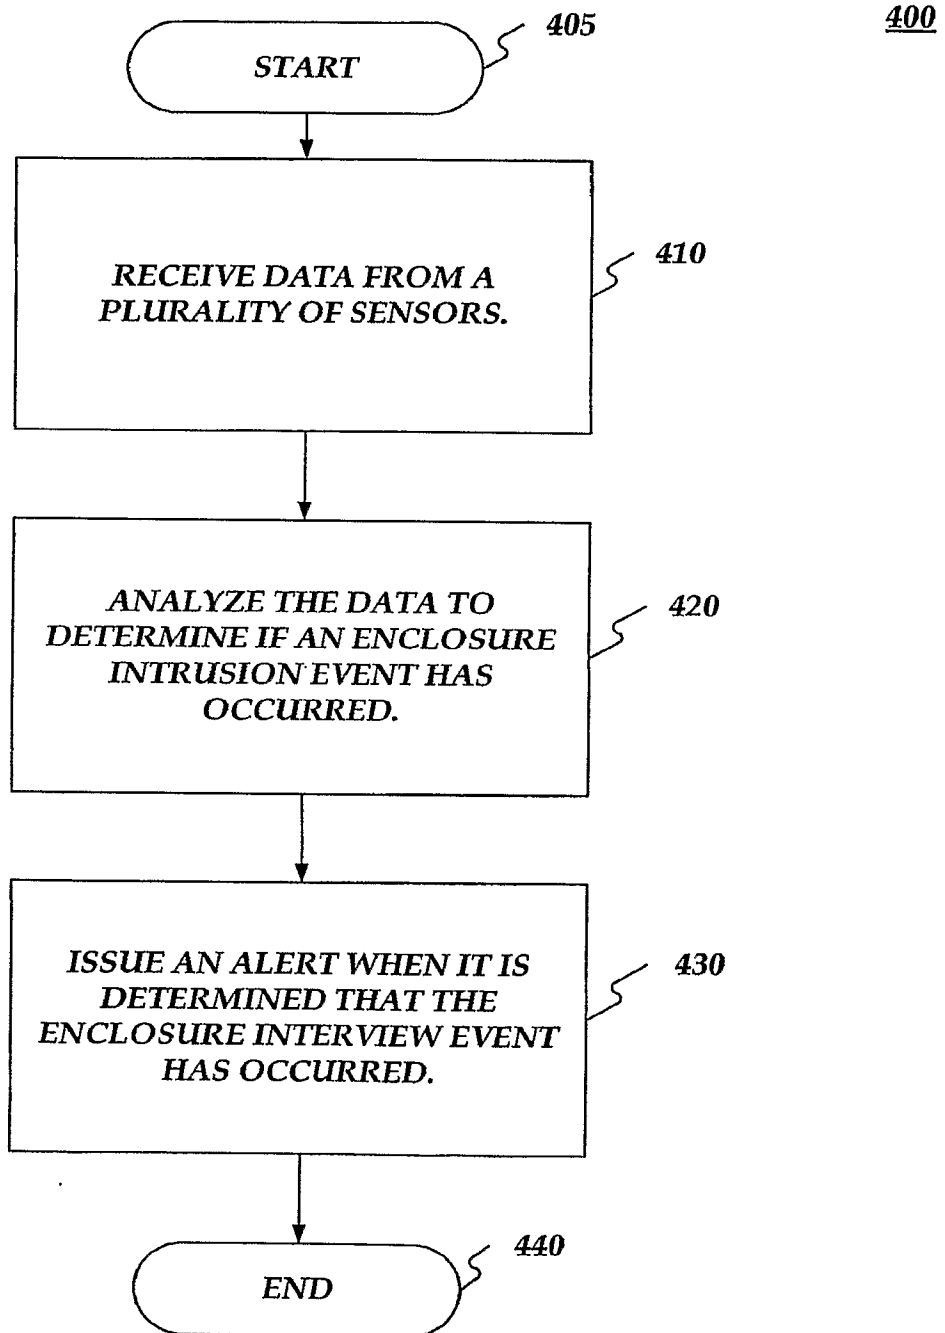 400
405
START
410
RECEIVE DATA FROM A
PLURALITY OF SENSORS.
420
ANALYZE THE DATA TO
DETERMINE IF AN ENCLOSURE
INTRUSION EVENT HAS
OCCURRED.
430
ISSUE AN ALERT WHEN IT IS
DETERMINED THAT THE
ENCLOSURE INTERVIEW EVENT
HAS OCCURRED.
440
END